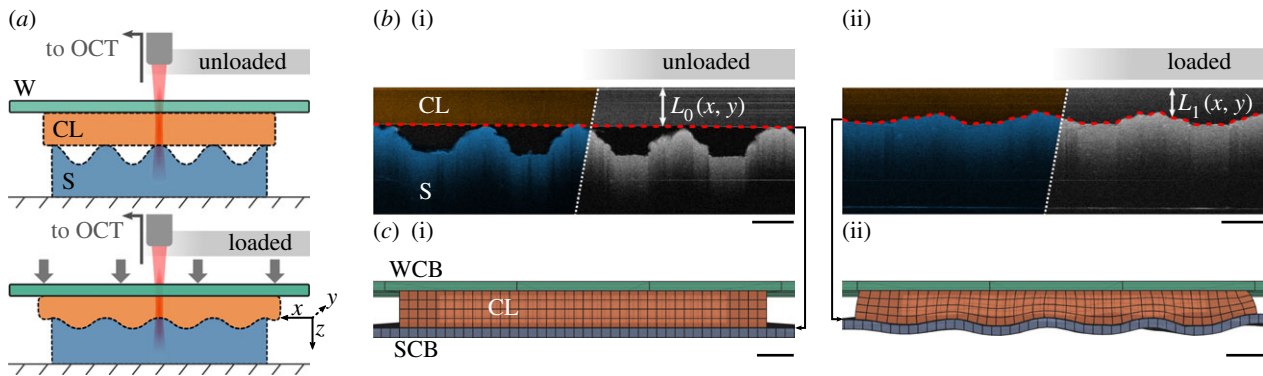 (a)
to OCT
unloaded
W
CL
S
to OCT
loaded
x
y
z
(b) (i)
unloaded
CL
L0(x, y)
S
(ii)
loaded
L1(x, y)
(c) (i)
WCB
CL
SCB
(ii)